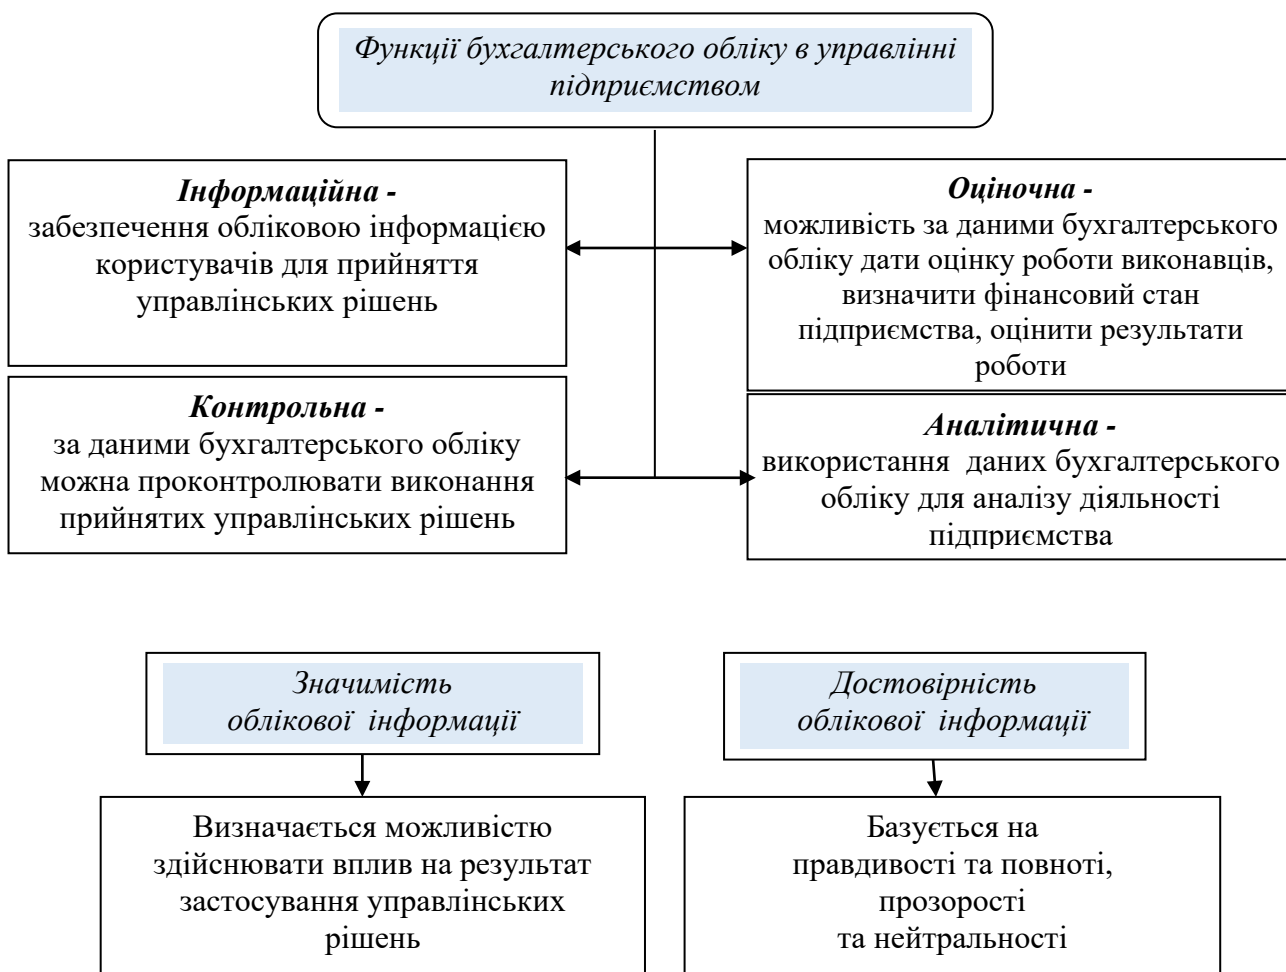 Функції бухгалтерського обліку в управлінні
підприємством
Інформаційна -
забезпечення обліковою інформацією
користувачів для прийняття
управлінських рішень
Оціночна -
можливість за даними бухгалтерського
обліку дати оцінку роботи виконавців,
визначити фінансовий стан
підприємства, оцінити результати
роботи
Контрольна -
за даними бухгалтерського обліку
можна проконтролювати виконання
прийнятих управлінських рішень
Аналітична -
використання даних бухгалтерського
обліку для аналізу діяльності
підприємства
Значимість
облікової інформації
Достовірність
облікової інформації
Визначається можливістю
здійснювати вплив на результат
застосування управлінських
рішень
Базується на
правдивості та повноті,
прозорості
та нейтральності